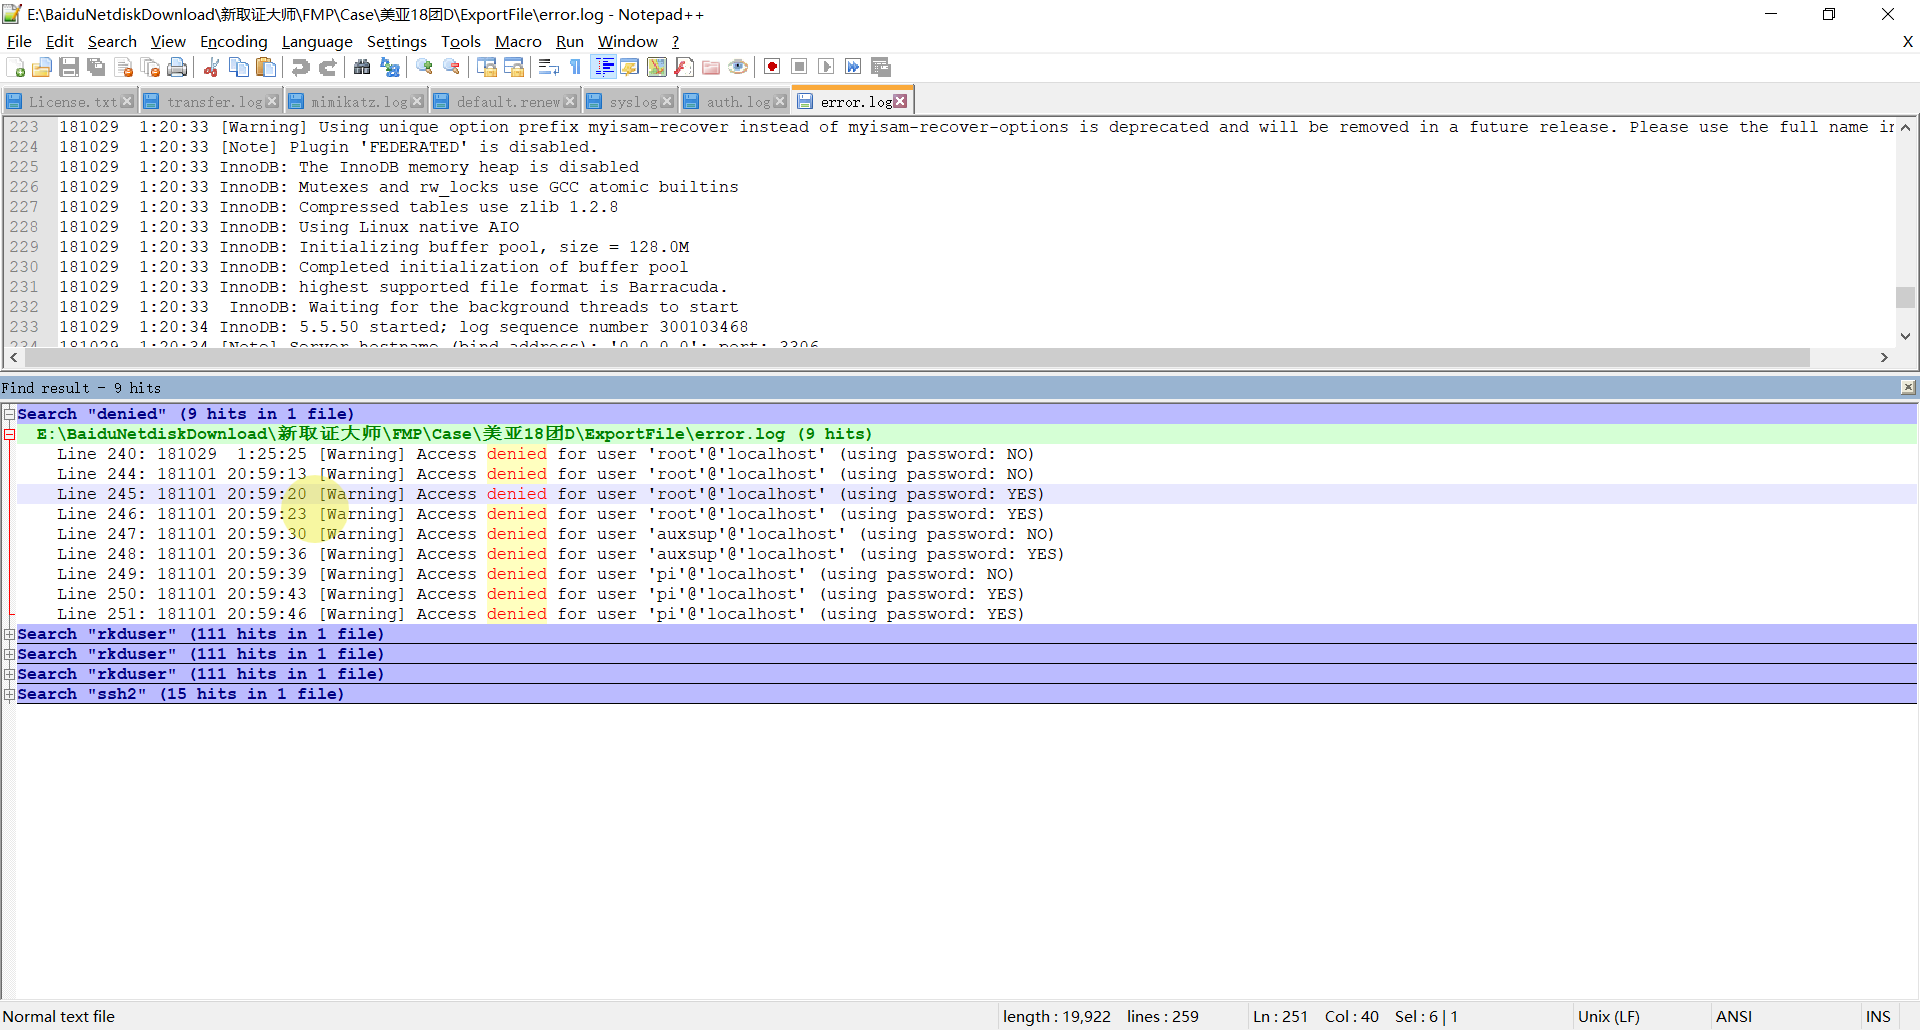 E:\BaiduNetdiskDownload\新取证大师\FMP\Case\美亚18团D\ExportFile\error.log - Notepad++
File Edit Search View Encoding Language Settings Tools Macro Run Window ? X
License.txt transfer.log mimikatz.log default.renew syslog auth.log error.log
223 181029  1:20:33 [Warning] Using unique option prefix myisam-recover instead of myisam-recover-options is deprecated and will be removed in a future release. Please use the full name in
224 181029  1:20:33 [Note] Plugin 'FEDERATED' is disabled.
225 181029  1:20:33 InnoDB: The InnoDB memory heap is disabled
226 181029  1:20:33 InnoDB: Mutexes and rw_locks use GCC atomic builtins
227 181029  1:20:33 InnoDB: Compressed tables use zlib 1.2.8
228 181029  1:20:33 InnoDB: Using Linux native AIO
229 181029  1:20:33 InnoDB: Initializing buffer pool, size = 128.0M
230 181029  1:20:33 InnoDB: Completed initialization of buffer pool
231 181029  1:20:33 InnoDB: highest supported file format is Barracuda.
232 181029  1:20:33  InnoDB: Waiting for the background threads to start
233 181029  1:20:34 InnoDB: 5.5.50 started; log sequence number 300103468
234 181029  1:20:34 [Note] Server hostname (bind-address): '0.0.0.0'; port: 3306
Find result - 9 hits
Search "denied" (9 hits in 1 file)
E:\BaiduNetdiskDownload\新取证大师\FMP\Case\美亚18团D\ExportFile\error.log (9 hits)
Line 240: 181029  1:25:25 [Warning] Access denied for user 'root'@'localhost' (using password: NO)
Line 244: 181101 20:59:13 [Warning] Access denied for user 'root'@'localhost' (using password: NO)
Line 245: 181101 20:59:20 [Warning] Access denied for user 'root'@'localhost' (using password: YES)
Line 246: 181101 20:59:23 [Warning] Access denied for user 'root'@'localhost' (using password: YES)
Line 247: 181101 20:59:30 [Warning] Access denied for user 'auxsup'@'localhost' (using password: NO)
Line 248: 181101 20:59:36 [Warning] Access denied for user 'auxsup'@'localhost' (using password: YES)
Line 249: 181101 20:59:39 [Warning] Access denied for user 'pi'@'localhost' (using password: NO)
Line 250: 181101 20:59:43 [Warning] Access denied for user 'pi'@'localhost' (using password: YES)
Line 251: 181101 20:59:46 [Warning] Access denied for user 'pi'@'localhost' (using password: YES)
Search "rkduser" (111 hits in 1 file)
Search "rkduser" (111 hits in 1 file)
Search "rkduser" (111 hits in 1 file)
Search "ssh2" (15 hits in 1 file)
Normal text file length : 19,922 lines : 259 Ln : 251 Col : 40 Sel : 6 | 1 Unix (LF) ANSI INS